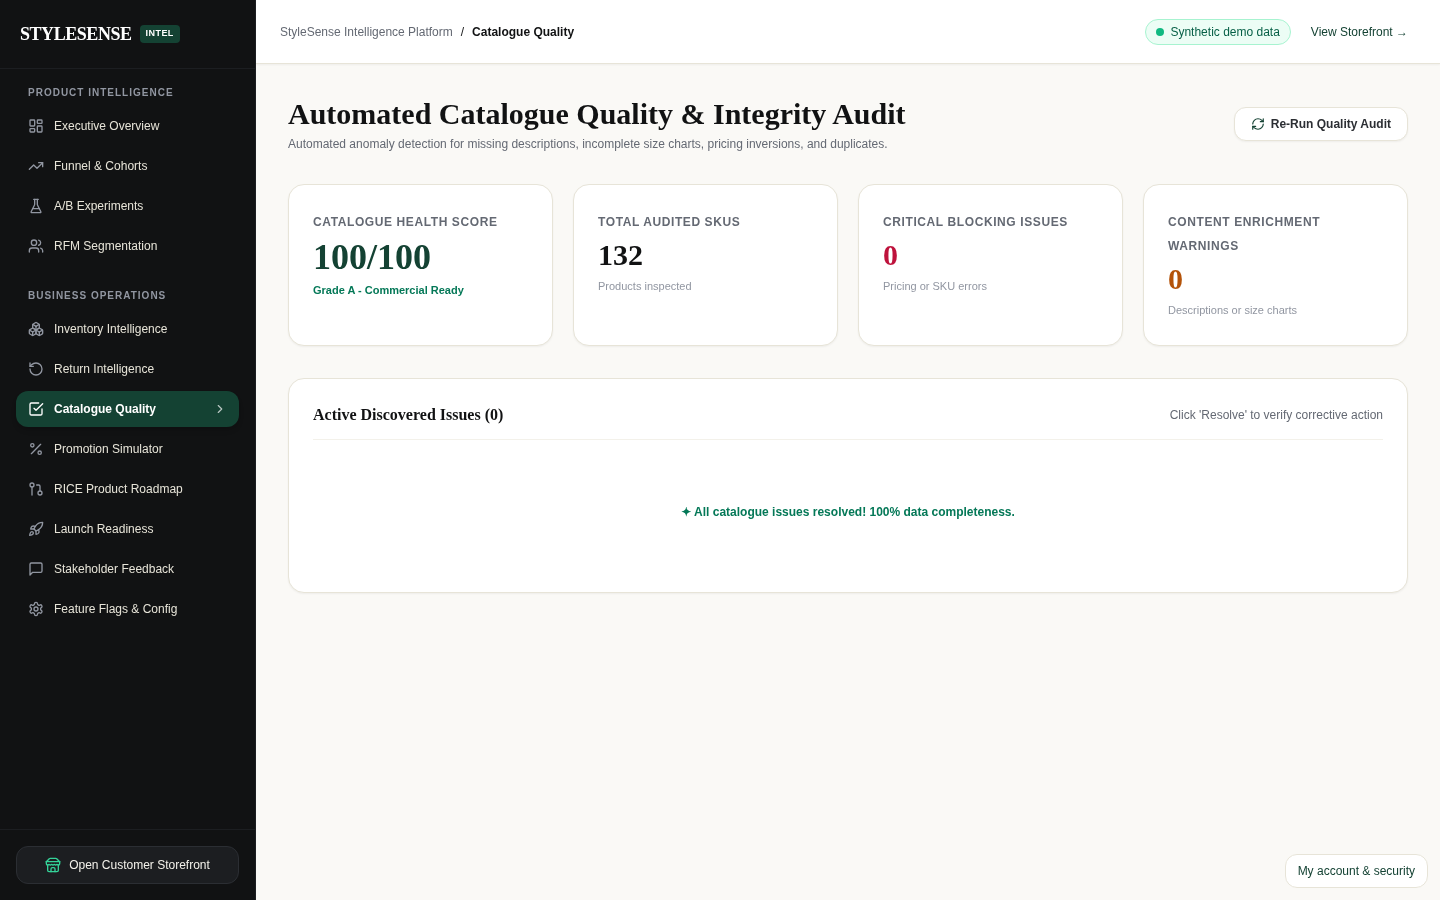 STYLESENSE INTEL
PRODUCT INTELLIGENCE
Executive Overview
Funnel & Cohorts
A/B Experiments
RFM Segmentation
BUSINESS OPERATIONS
Inventory Intelligence
Return Intelligence
Catalogue Quality
Promotion Simulator
RICE Product Roadmap
Launch Readiness
Stakeholder Feedback
Feature Flags & Config
Open Customer Storefront
StyleSense Intelligence Platform / Catalogue Quality
Synthetic demo data
View Storefront →
Automated Catalogue Quality & Integrity Audit
Automated anomaly detection for missing descriptions, incomplete size charts, pricing inversions, and duplicates.
Re-Run Quality Audit
CATALOGUE HEALTH SCORE
100/100
Grade A - Commercial Ready
TOTAL AUDITED SKUS
132
Products inspected
CRITICAL BLOCKING ISSUES
0
Pricing or SKU errors
CONTENT ENRICHMENT
WARNINGS
0
Descriptions or size charts
Active Discovered Issues (0)
Click 'Resolve' to verify corrective action
✦ All catalogue issues resolved! 100% data completeness.
My account & security